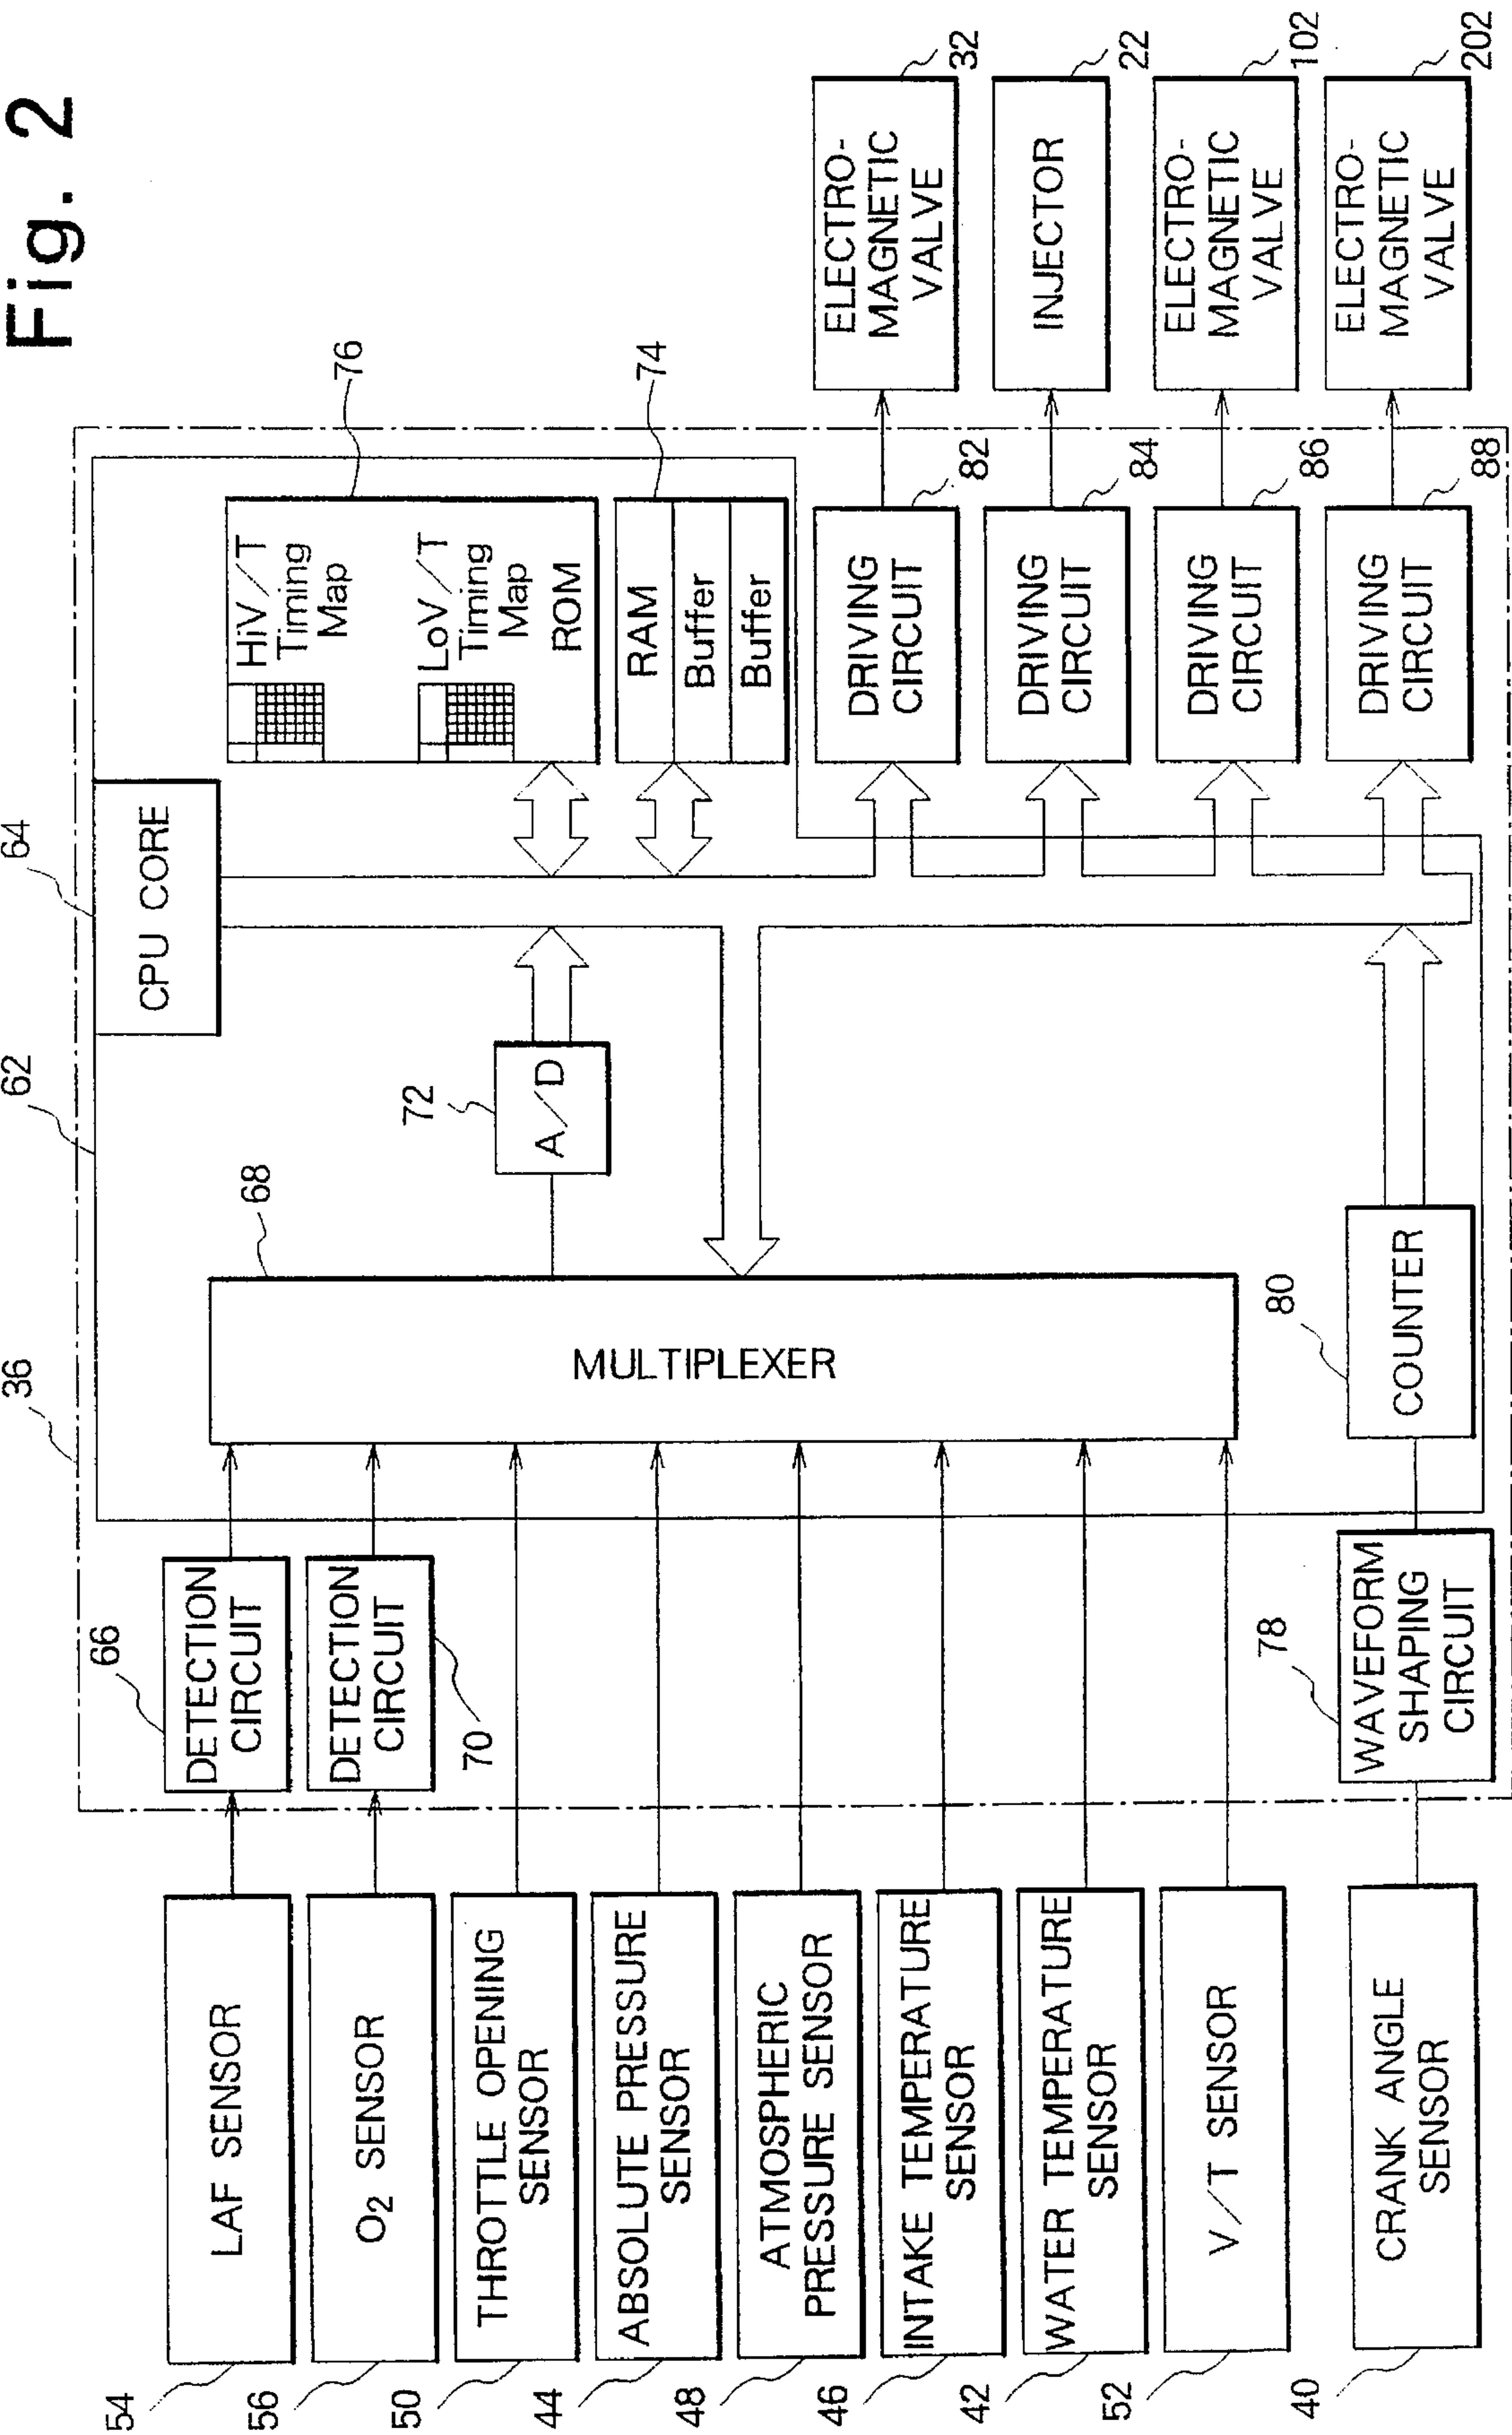 Fig. 2
36
62
64
CPU CORE
76
HiV/T
Timing
Map
LoV/T
Timing
Map
ROM
74
RAM
Buffer
Buffer
68
MULTIPLEXER
72
A/D
80
COUNTER
66
DETECTION
CIRCUIT
70
DETECTION
CIRCUIT
78
WAVEFORM
SHAPING
CIRCUIT
54
LAF SENSOR
56
O2 SENSOR
50
THROTTLE OPENING
SENSOR
44
ABSOLUTE PRESSURE
SENSOR
48
ATMOSPHERIC
PRESSURE SENSOR
46
INTAKE TEMPERATURE
SENSOR
42
WATER TEMPERATURE
SENSOR
52
V/T SENSOR
40
CRANK ANGLE
SENSOR
DRIVING
CIRCUIT
82
ELECTRO-
MAGNETIC
VALVE
32
DRIVING
CIRCUIT
84
INJECTOR
22
DRIVING
CIRCUIT
86
ELECTRO-
MAGNETIC
VALVE
102
DRIVING
CIRCUIT
88
ELECTRO-
MAGNETIC
VALVE
202